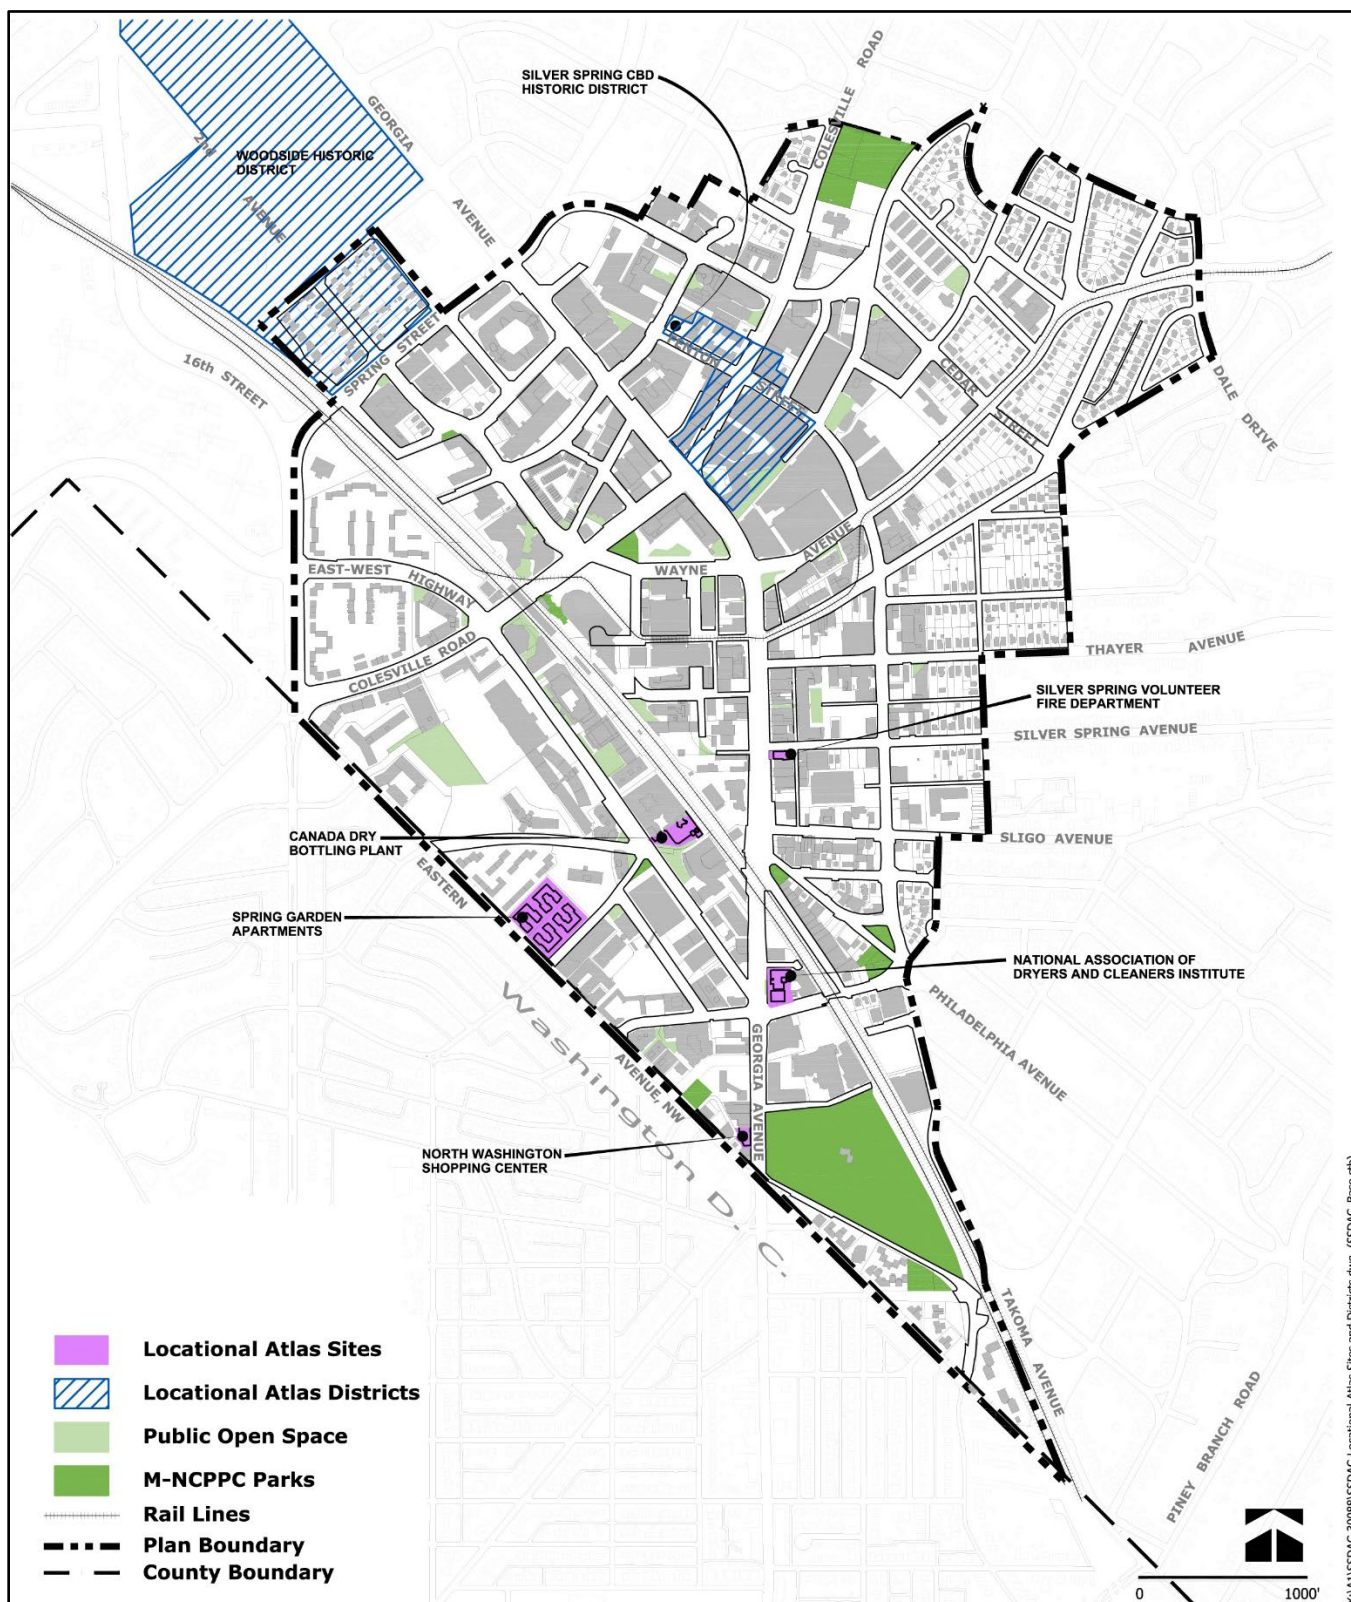 COLESVILLE ROAD
SILVER SPRING CBD
HISTORIC DISTRICT
GEORGIA
AVENUE
2nd
AVENUE
WOODSIDE HISTORIC
DISTRICT
SPRING STREET
16th STREET
FENTON
STREET
CEDAR
STREET
DALE DRIVE
EAST-WEST
HIGHWAY
WAYNE
AVENUE
COLESVILLE ROAD
THAYER AVENUE
SILVER SPRING VOLUNTEER
FIRE DEPARTMENT
SILVER SPRING AVENUE
CANADA DRY
BOTTLING PLANT
SLIGO AVENUE
EASTERN
AVENUE, NW
SPRING GARDEN
APARTMENTS
NATIONAL ASSOCIATION OF
DRYERS AND CLEANERS INSTITUTE
PHILADELPHIA AVENUE
Washington D. C.
GEORGIA AVENUE
NORTH WASHINGTON
SHOPPING CENTER
TAKOMA AVENUE
PINEY BRANCH ROAD
Locational Atlas Sites
Locational Atlas Districts
Public Open Space
M-NCPPC Parks
Rail Lines
Plan Boundary
County Boundary
0 1000'